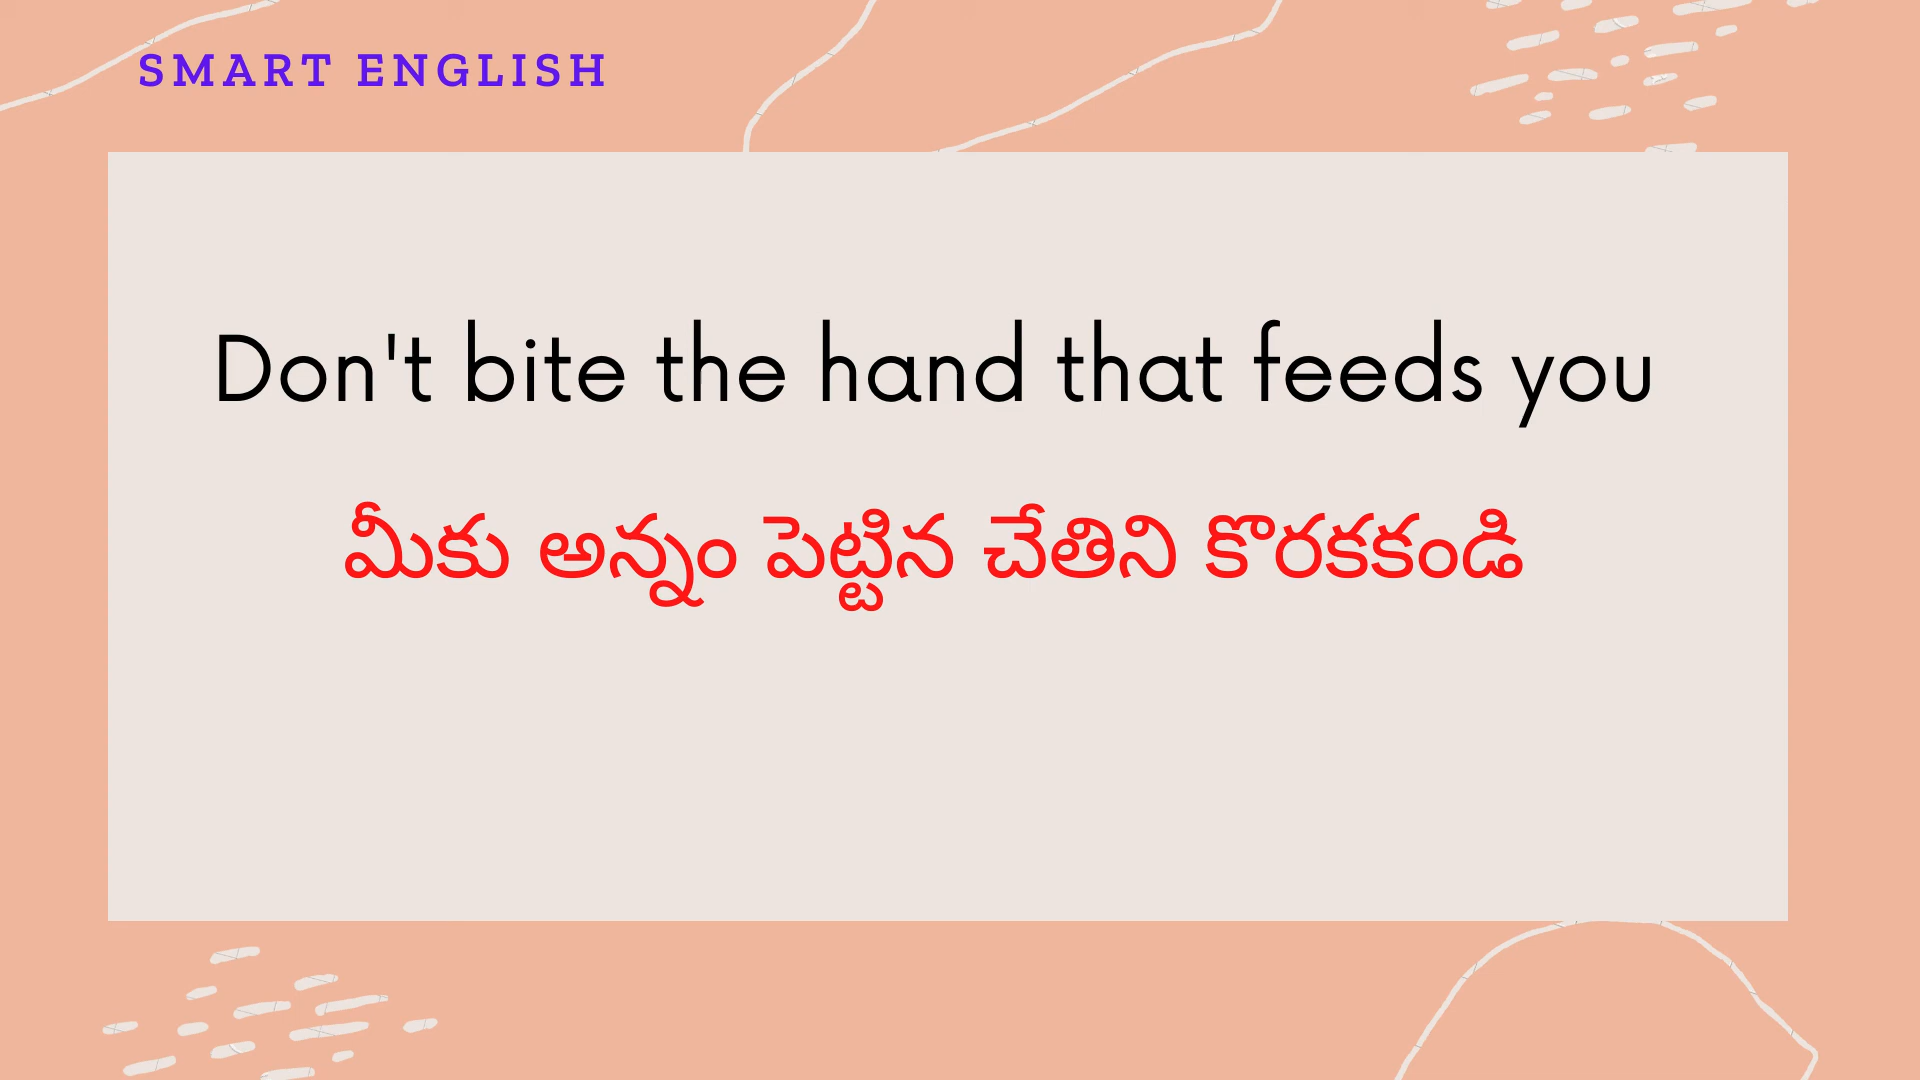 SMART ENGLISH
Don't bite the hand that feeds you
మీకు అన్నం పెట్టిన చేతిని కొరకకండి